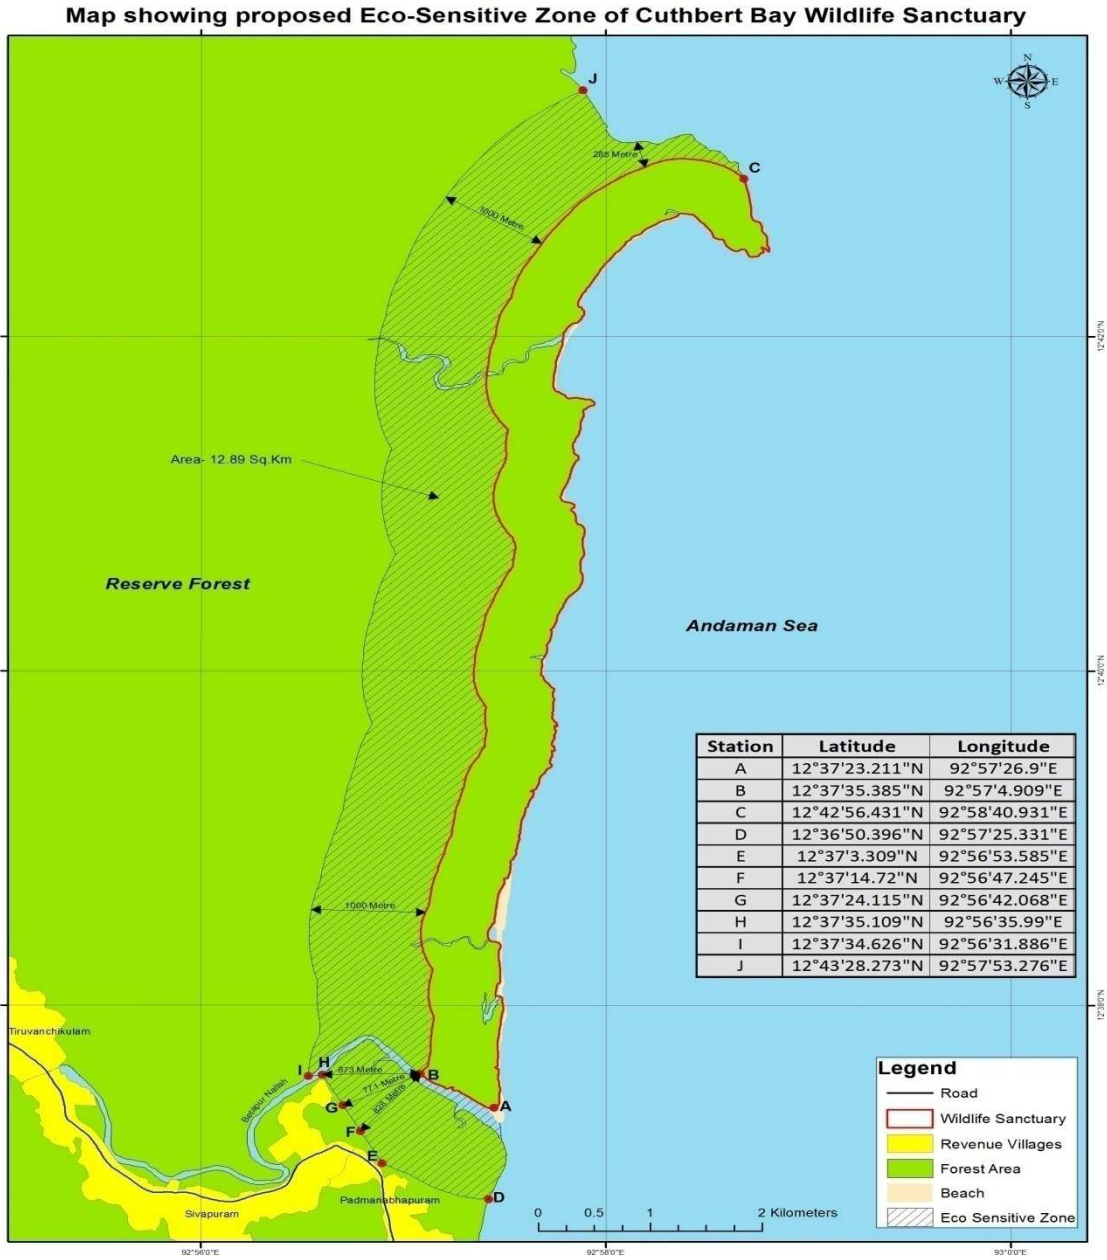 Map showing proposed Eco-Sensitive Zone of Cuthbert Bay Wildlife Sanctuary
N
W E
S
J
285 Metre
C
1000 Metre
12°42'0"N
Area- 12.89 Sq.Km
Reserve Forest
Andaman Sea
12°40'0"N
Station Latitude Longitude
A 12°37'23.211"N 92°57'26.9"E
B 12°37'35.385"N 92°57'4.909"E
C 12°42'56.431"N 92°58'40.931"E
D 12°36'50.396"N 92°57'25.331"E
E 12°37'3.309"N 92°56'53.585"E
F 12°37'14.72"N 92°56'47.245"E
G 12°37'24.115"N 92°56'42.068"E
H 12°37'35.109"N 92°56'35.99"E
I 12°37'34.626"N 92°56'31.886"E
J 12°43'28.273"N 92°57'53.276"E
1000 Metre
12°38'0"N
Tiruvanchikulam
I H
873 Metre
B
771 Metre
828 Metre
Betapur Nallah
G
A
F
E
D
Padmanabhapuram
Sivapuram
0 0.5 1 2 Kilometers
Legend
Road
Wildlife Sanctuary
Revenue Villages
Forest Area
Beach
Eco Sensitive Zone
92°56'0"E 92°58'0"E 93°0'0"E